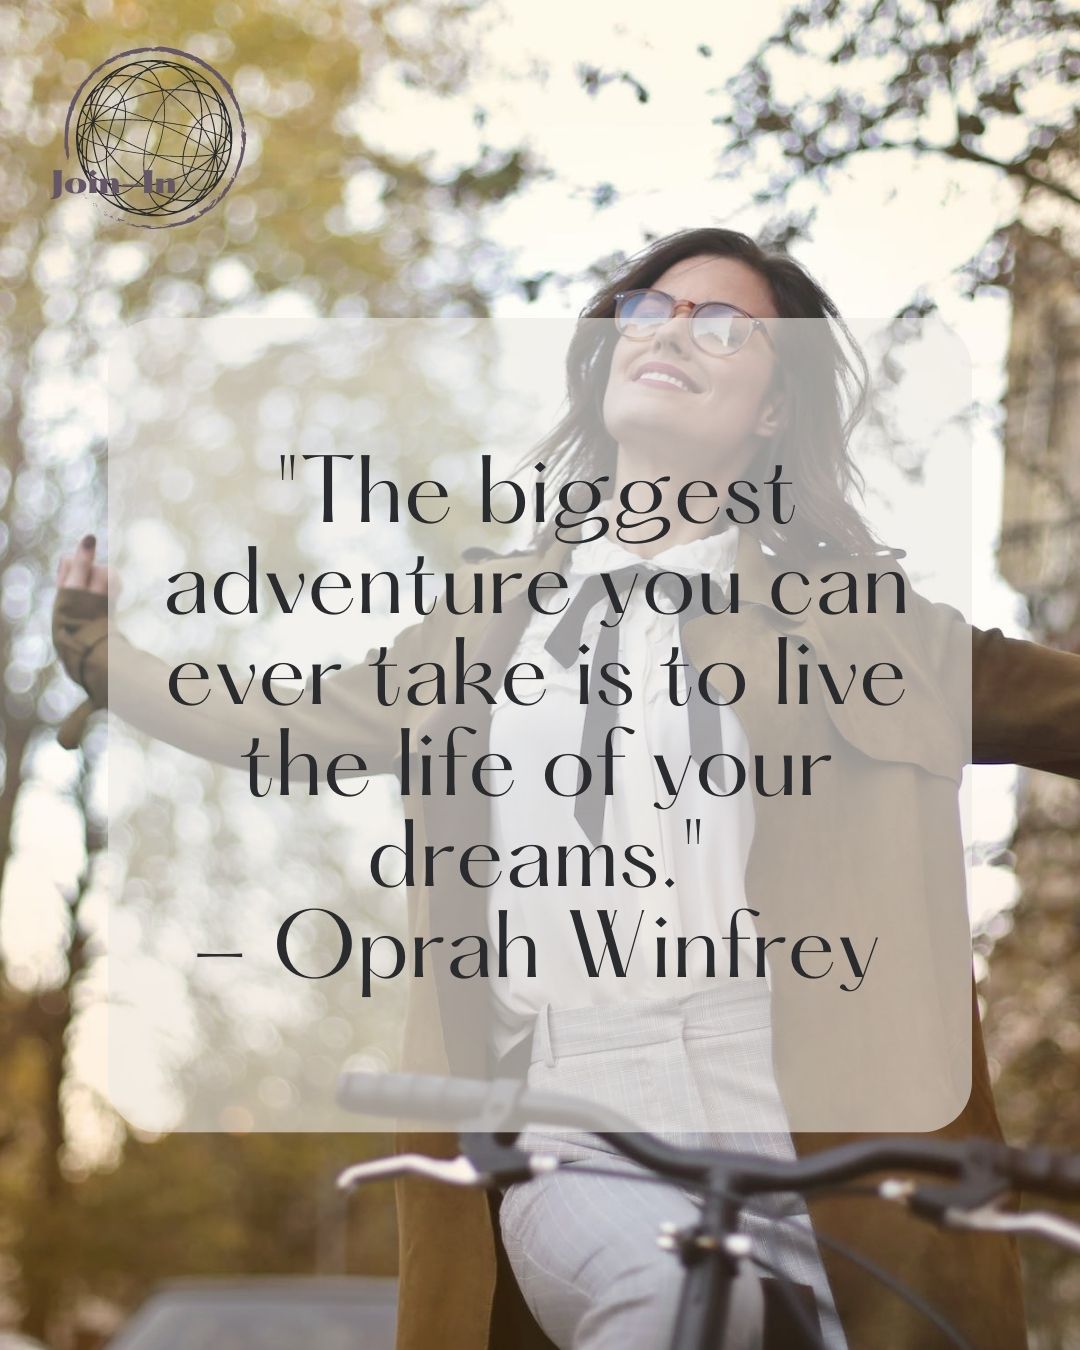 Join-In
"The biggest
adventure you can
ever take is to live
the life of your
dreams."
– Oprah Winfrey